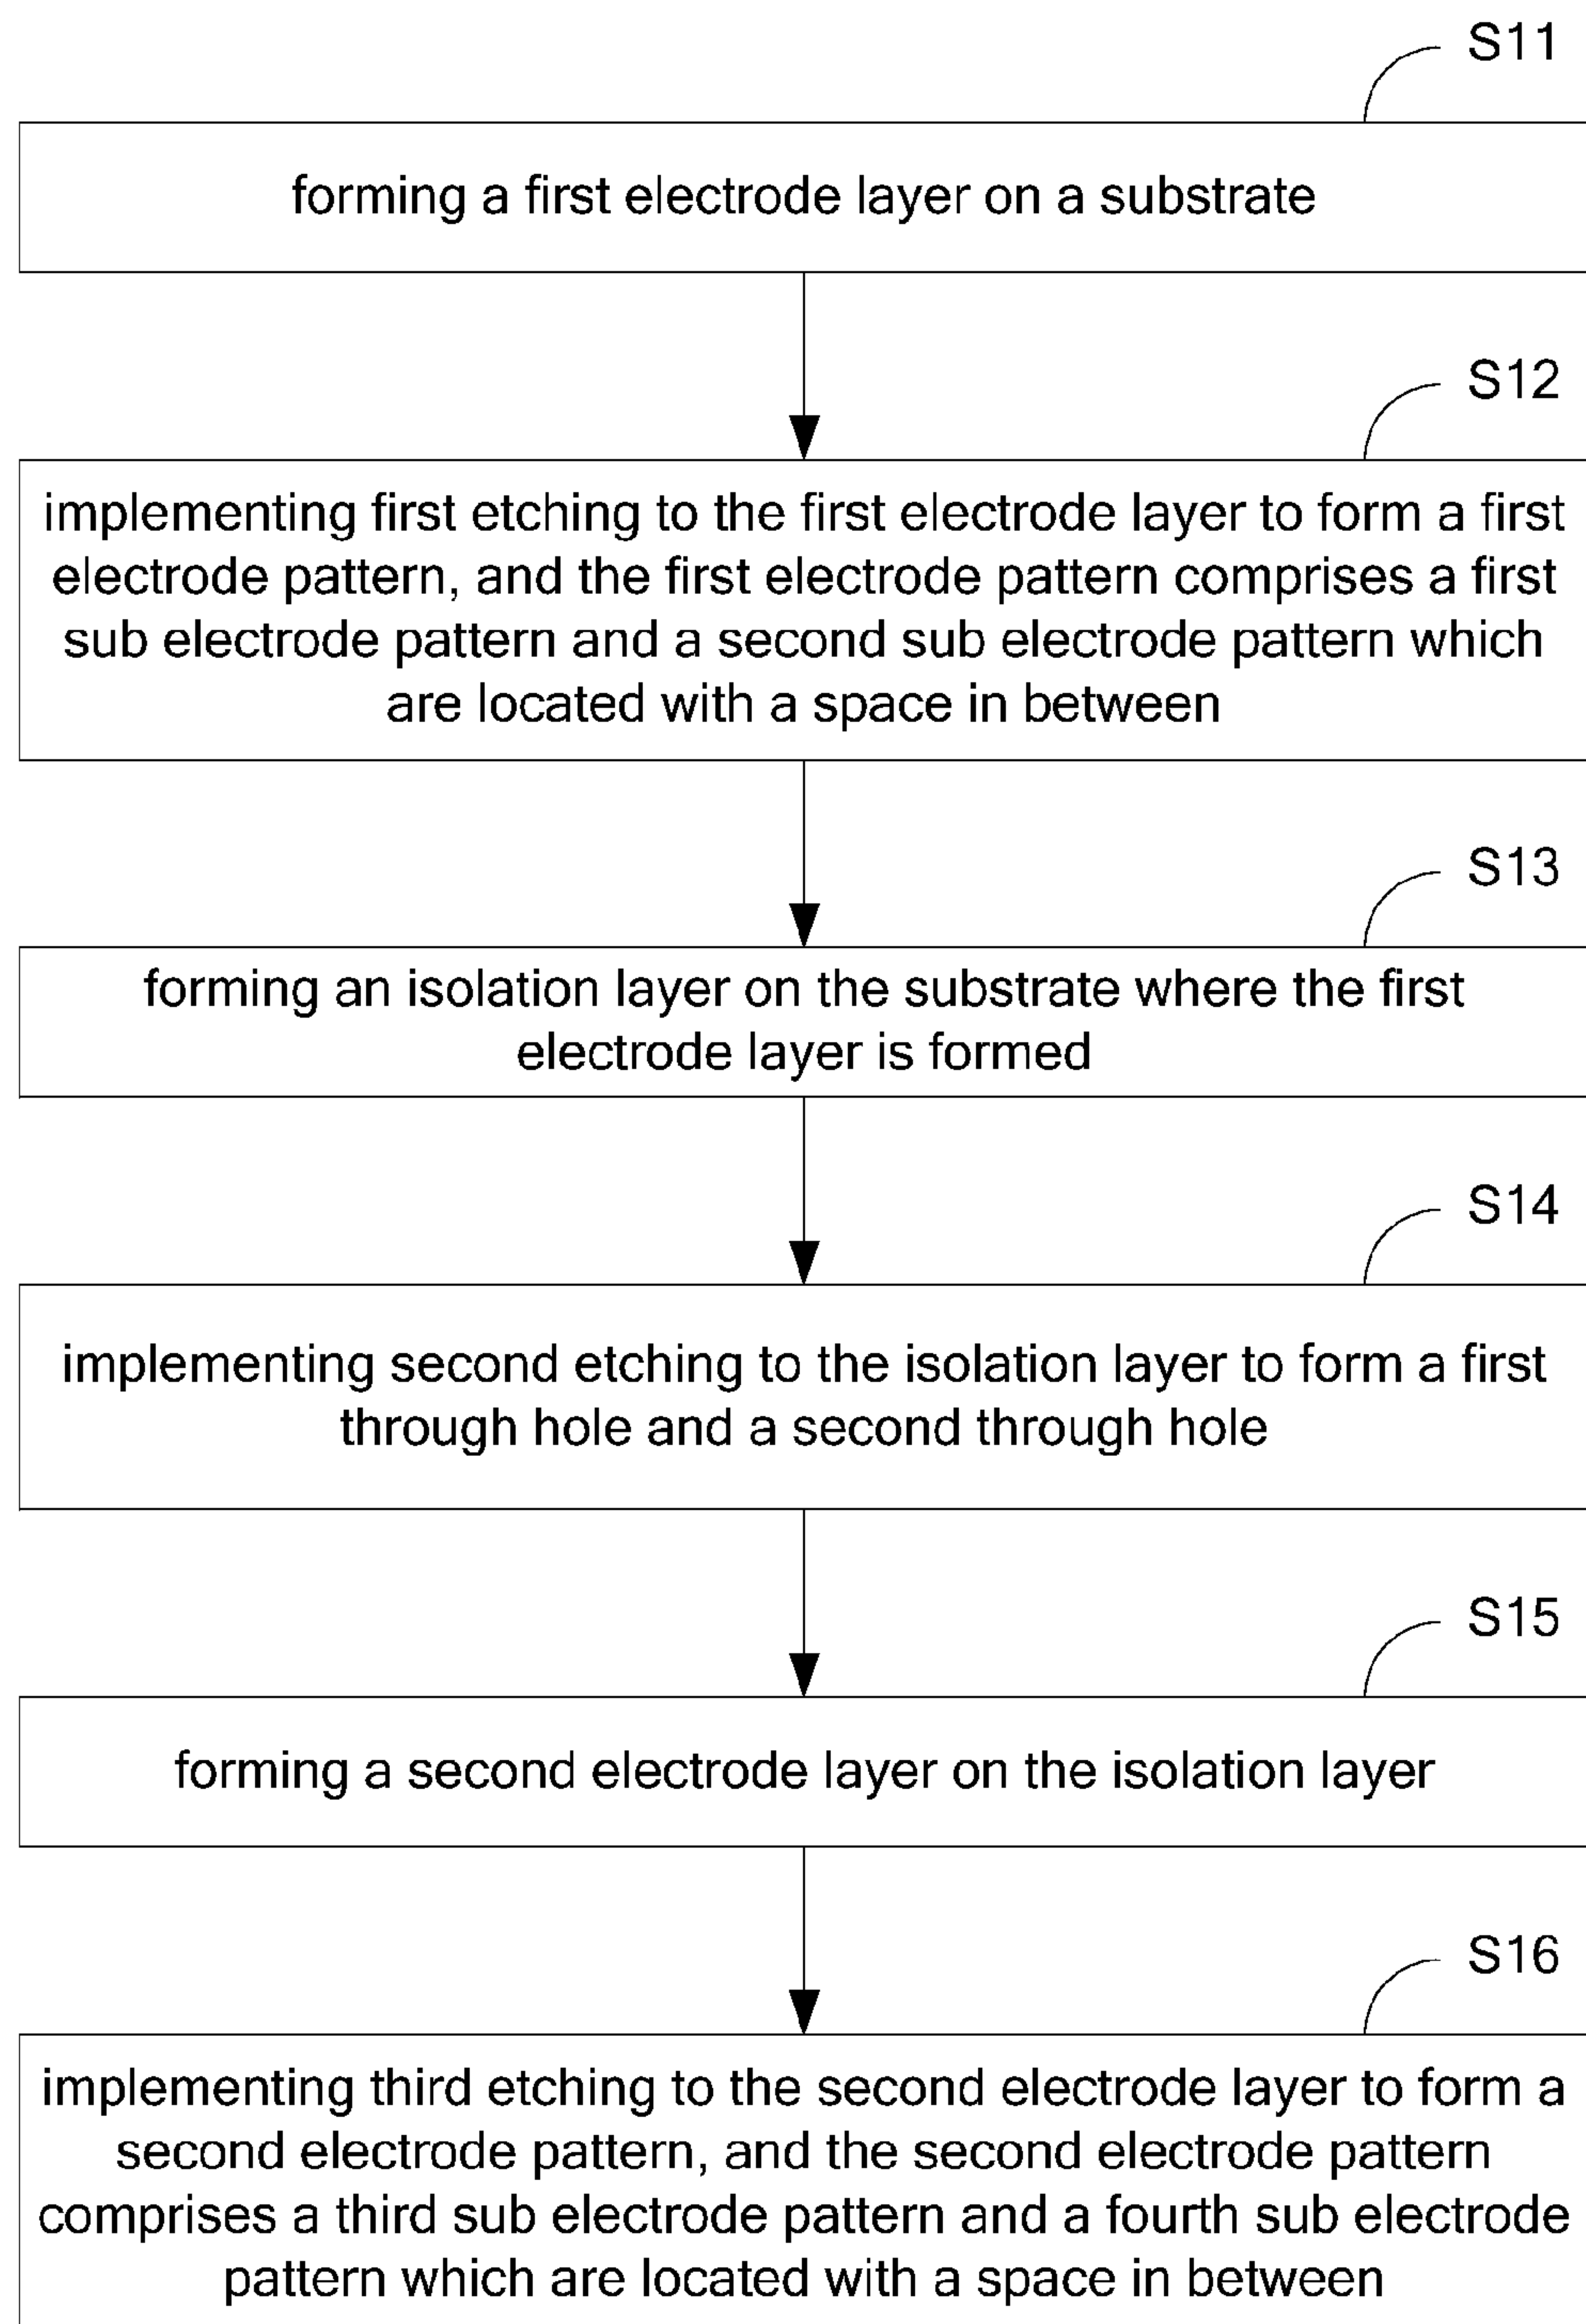 S11
forming a first electrode layer on a substrate
S12
implementing first etching to the first electrode layer to form a first
electrode pattern, and the first electrode pattern comprises a first
sub electrode pattern and a second sub electrode pattern which
are located with a space in between
S13
forming an isolation layer on the substrate where the first
electrode layer is formed
S14
implementing second etching to the isolation layer to form a first
through hole and a second through hole
S15
forming a second electrode layer on the isolation layer
S16
implementing third etching to the second electrode layer to form a
second electrode pattern, and the second electrode pattern
comprises a third sub electrode pattern and a fourth sub electrode
pattern which are located with a space in between